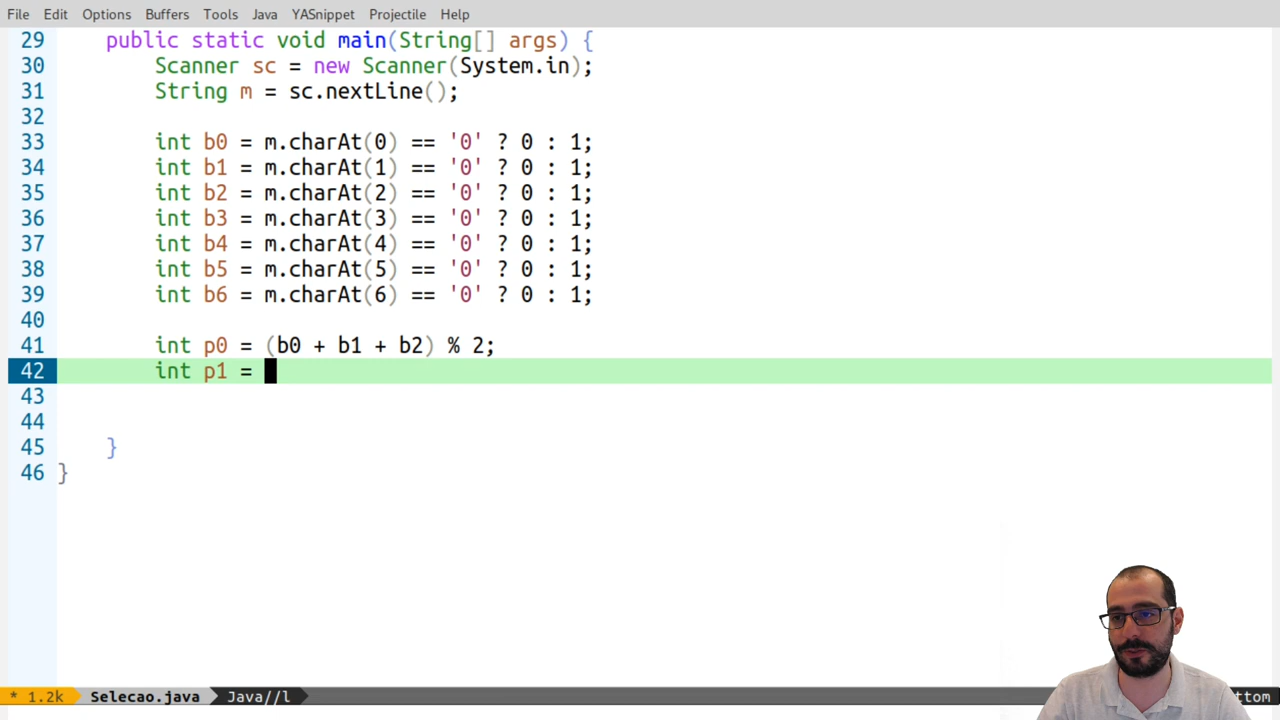 File Edit Options Buffers Tools Java YASnippet Projectile Help
29 public static void main(String[] args) {
30 Scanner sc = new Scanner(System.in);
31 String m = sc.nextLine();
32
33 int b0 = m.charAt(0) == '0' ? 0 : 1;
34 int b1 = m.charAt(1) == '0' ? 0 : 1;
35 int b2 = m.charAt(2) == '0' ? 0 : 1;
36 int b3 = m.charAt(3) == '0' ? 0 : 1;
37 int b4 = m.charAt(4) == '0' ? 0 : 1;
38 int b5 = m.charAt(5) == '0' ? 0 : 1;
39 int b6 = m.charAt(6) == '0' ? 0 : 1;
40
41 int p0 = (b0 + b1 + b2) % 2;
42 int p1 =
43
44
45 }
46 }
* 1.2k Selecao.java Java//l ttom